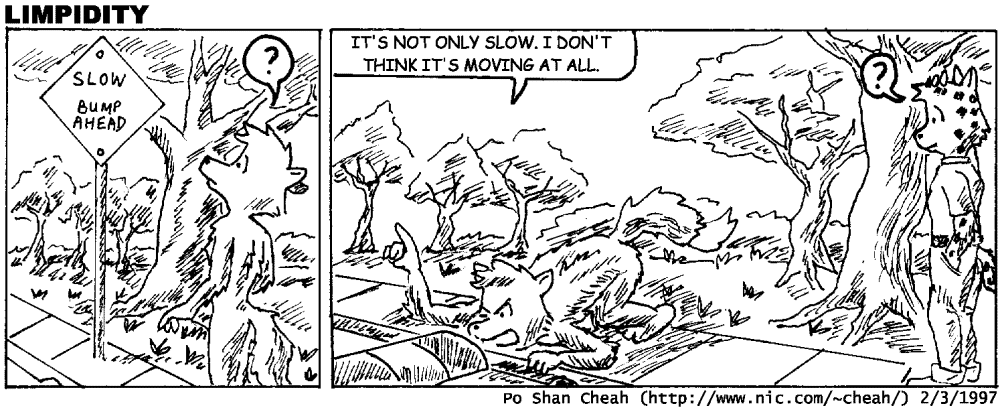 LIMPIDITY
?
SLOW
BUMP
AHEAD
IT'S NOT ONLY SLOW. I DON'T
THINK IT'S MOVING AT ALL.
?
Po Shan Cheah (http://www.nic.com/~cheah/) 2/3/1997